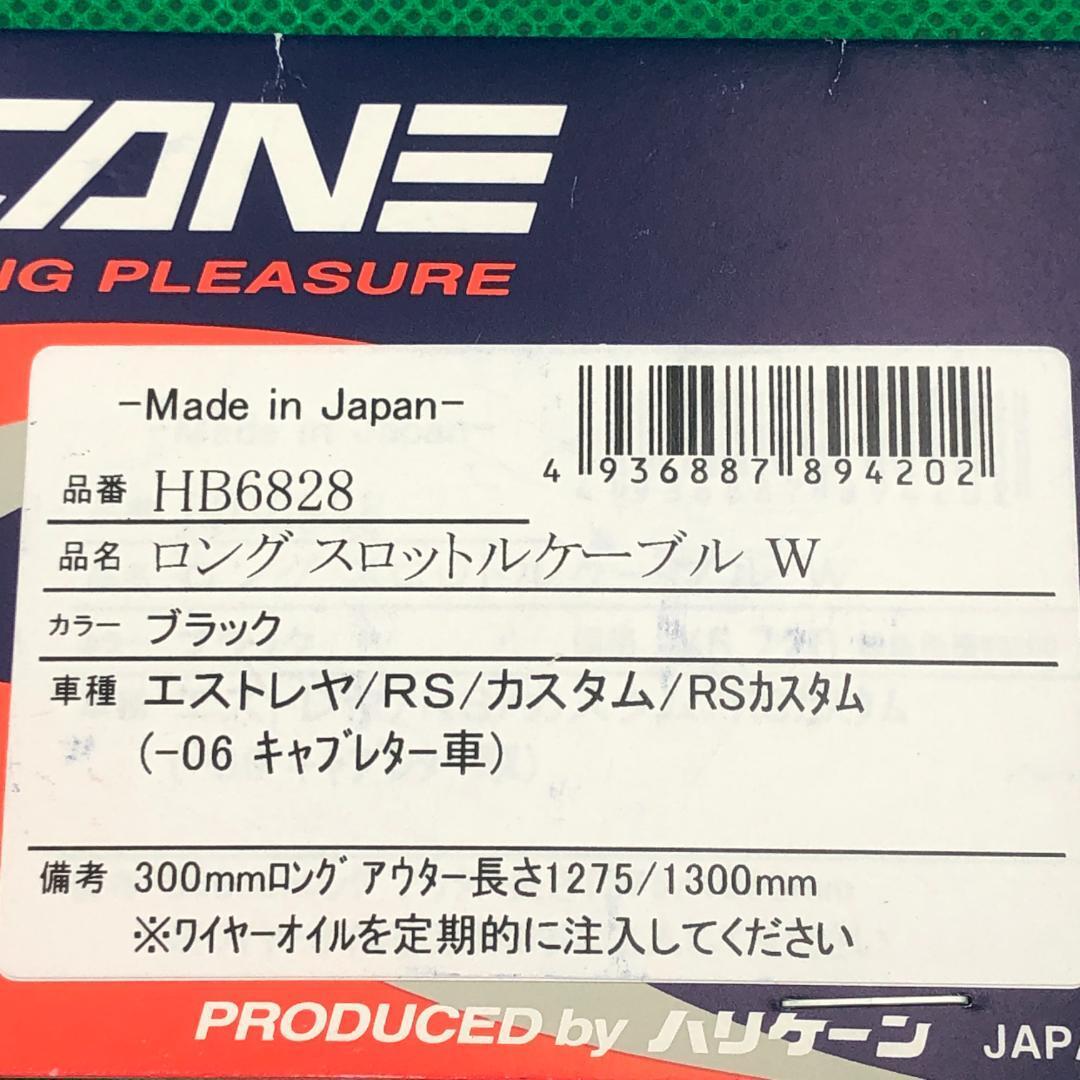 CANE
NG PLEASURE
-Made in Japan-
4 936887 894202
品番 HB6828
品名 ロング スロットルケーブル W
カラー ブラック
車種 エストレヤ/RS/カスタム/RSカスタム
(-06 キャブレター車)
備考 300mmロング アウター長さ1275/1300mm
※ワイヤーオイルを定期的に注入してください
PRODUCED by ハリケーン JAPA